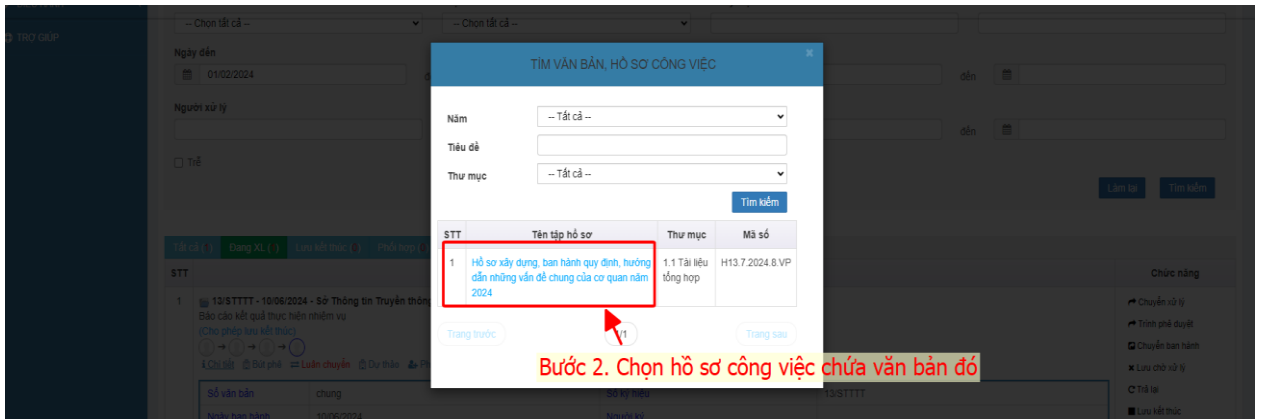 -- Chọn tất cả --
-- Chọn tất cả --
TRỢ GIÚP
Ngày đến
01/02/2024
đến
Người xử lý
đến
Trễ
Làm lại
Tìm kiếm
TÌM VĂN BẢN, HỒ SƠ CÔNG VIỆC
×
Năm
-- Tất cả --
Tiêu đề
Thư mục
-- Tất cả --
Tìm kiếm
STT
Tên tập hồ sơ
Thư mục
Mã số
1
Hồ sơ xây dựng, ban hành quy định, hướng
dẫn những vấn đề chung của cơ quan năm
2024
1.1 Tài liệu
tổng hợp
H13.7.2024.8.VP
Trang trước
/1
Trang sau
Bước 2. Chọn hồ sơ công việc chứa văn bản đó
Tất cả
Đang XL
Lưu kết thúc
Phối hợp
STT
Chức năng
1
13/STTTT - 10/06/2024 - Sở Thông tin Truyền thông
Báo cáo kết quả thực hiện nhiệm vụ
(Cho phép lưu kết thúc)
Chi tiết
Bút phê
Luân chuyển
Dự thảo
Chuyển xử lý
Trình phê duyệt
Chuyển ban hành
Lưu chờ xử lý
Trả lại
Lưu kết thúc
Sổ văn bản
chung
Số ký hiệu
13/STTTT
Ngày ban hành
10/06/2024
Người ký